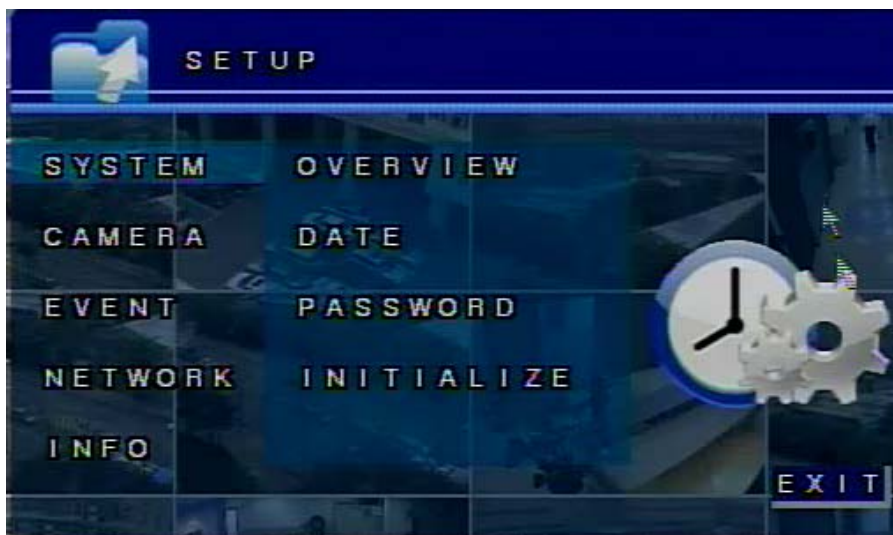 SETUP
SYSTEM OVERVIEW
CAMERA DATE
EVENT PASSWORD
NETWORK INITIALIZE
INFO
EXIT